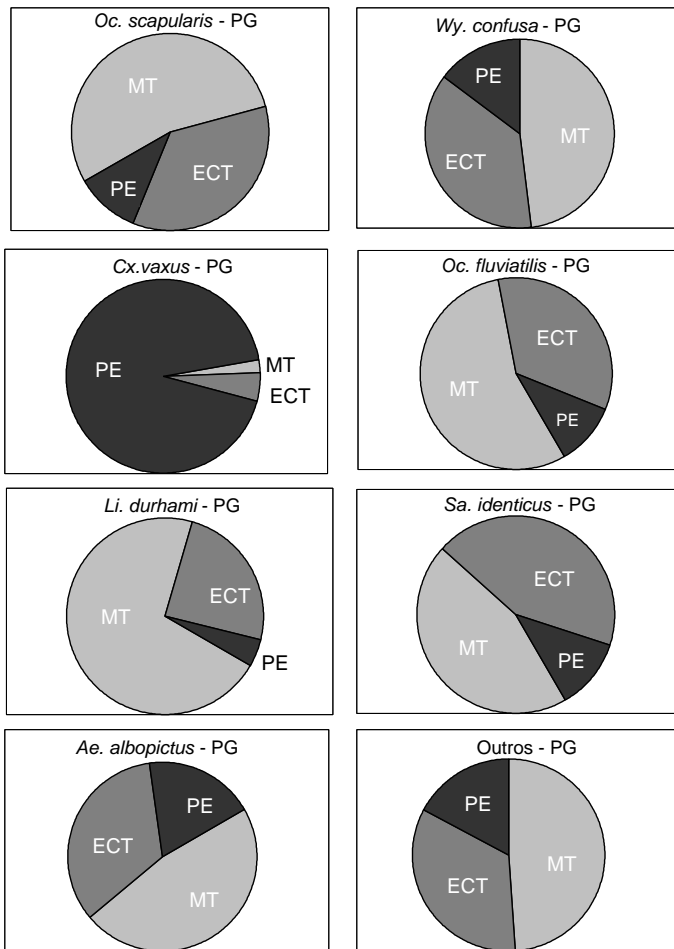 Oc. scapularis - PG
MT
ECT
PE
Wy. confusa - PG
PE
MT
ECT
Cx.vaxus - PG
PE
MT
ECT
Oc. fluviatilis - PG
ECT
MT
PE
Li. durhami - PG
ECT
MT
PE
Sa. identicus - PG
ECT
MT
PE
Ae. albopictus - PG
PE
ECT
MT
Outros - PG
PE
MT
ECT